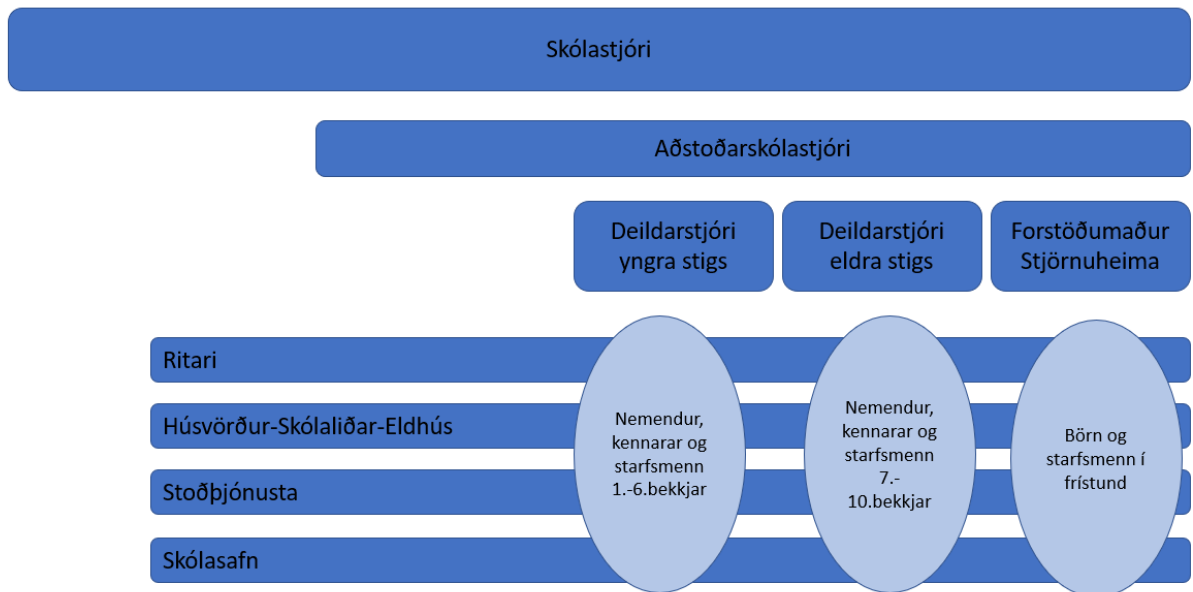 Skólastjóri
Aðstoðarskólastjóri
Deildarstjóri
yngra stigs
Deildarstjóri
eldra stigs
Forstöðumaður
Stjörnuheima
Ritari
Húsvörður-Skólaliðar-Eldhús
Stoðþjónusta
Skólasafn
Nemendur,
kennarar og
starfsmenn
1.-6.bekkjar
Nemendur,
kennarar og
starfsmenn
7.-
10.bekkjar
Börn og
starfsmenn í
frístund